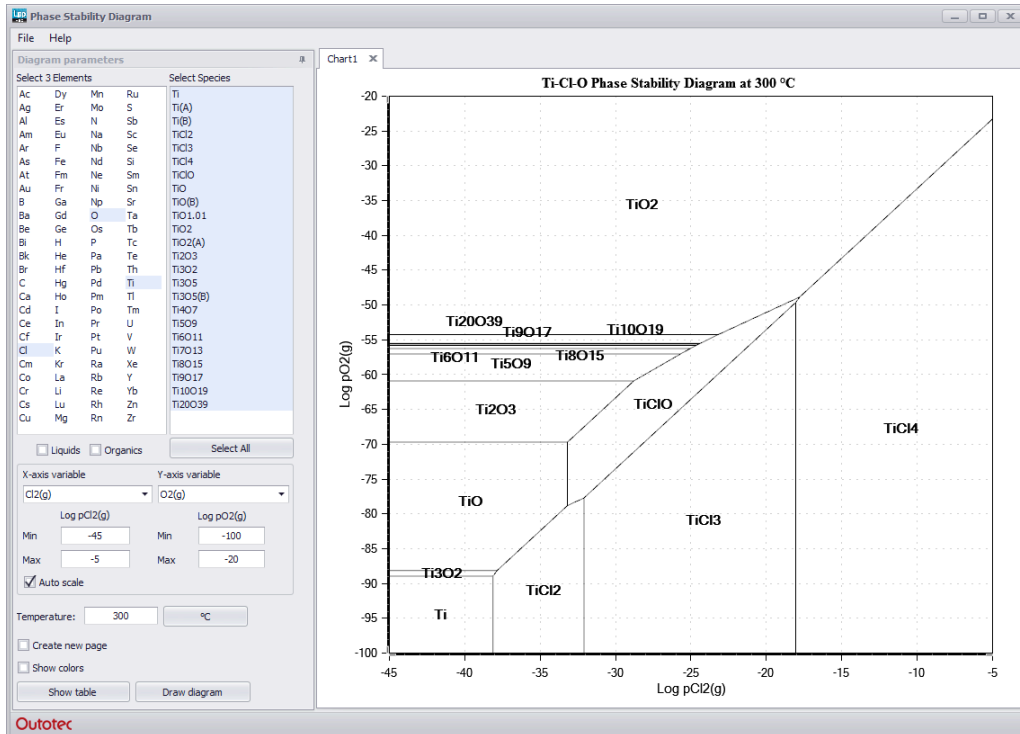 LPP
Phase Stability Diagram
File Help
Diagram parameters
Select 3 Elements Select Species
Ac Dy Mn Ru Ti
Ag Er Mo S Ti(A)
Al Es N Sb Ti(B)
Am Eu Na Sc TiCl2
Ar F Nb Se TiCl3
As Fe Nd Si TiCl4
At Fm Ne Sm TiClO
Au Fr Ni Sn TiO
B Ga Np Sr TiO(B)
Ba Gd O Ta TiO1.01
Be Ge Os Tb TiO2
Bi H P Tc TiO2(A)
Bk He Pa Te Ti2O3
Br Hf Pb Th Ti3O2
C Hg Pd Ti Ti3O5
Ca Ho Pm Tl Ti3O5(B)
Cd I Po Tm Ti4O7
Ce In Pr U Ti5O9
Cf Ir Pt V Ti6O11
Cl K Pu W Ti7O13
Cm Kr Ra Xe Ti8O15
Co La Rb Y Ti9O17
Cr Li Re Yb Ti10O19
Cs Lu Rh Zn Ti20O39
Cu Mg Rn Zr
Liquids Organics Select All
X-axis variable Y-axis variable
Cl2(g) O2(g)
Log pCl2(g) Log pO2(g)
Min -45 Min -100
Max -5 Max -20
Auto scale
Temperature: 300 ºC
Create new page
Show colors
Show table Draw diagram
Outotec
Chart1
Ti-Cl-O Phase Stability Diagram at 300 °C
-20
-25
-30
-35
-40
-45
-50
-55
-60
-65
-70
-75
-80
-85
-90
-95
-100
Log pO2(g)
TiO2
Ti20O39
Ti9O17
Ti10O19
Ti6O11
Ti5O9
Ti8O15
Ti2O3
TiClO
TiCl4
TiO
TiCl3
Ti3O2
TiCl2
Ti
-45 -40 -35 -30 -25 -20 -15 -10 -5
Log pCl2(g)